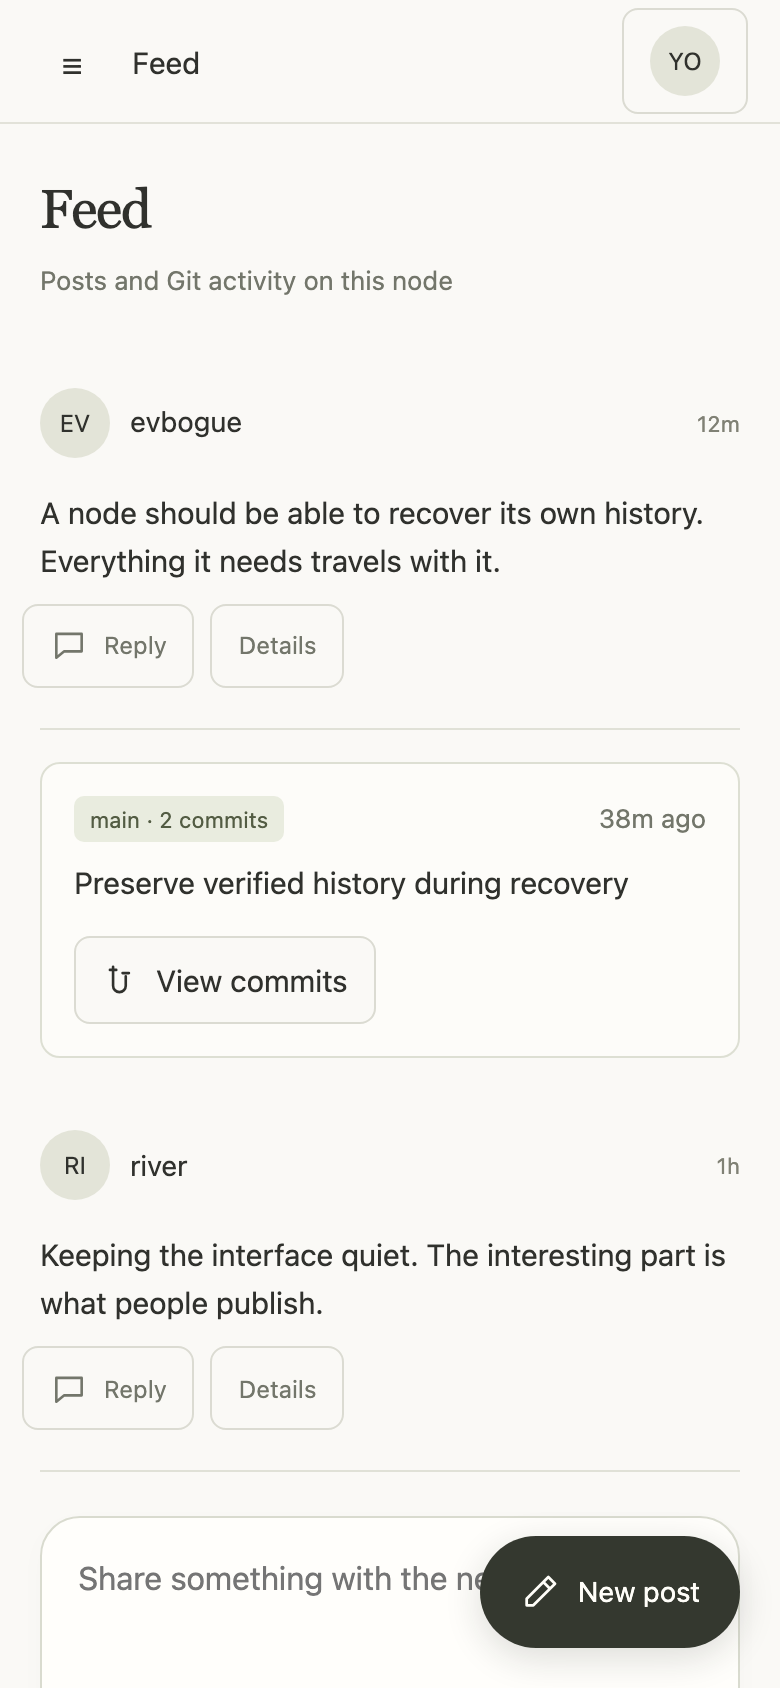 ≡ Feed YO
Feed
Posts and Git activity on this node
EV evbogue 12m
A node should be able to recover its own history.
Everything it needs travels with it.
Reply Details
main · 2 commits 38m ago
Preserve verified history during recovery
View commits
RI river 1h
Keeping the interface quiet. The interesting part is
what people publish.
Reply Details
Share something with the
New post